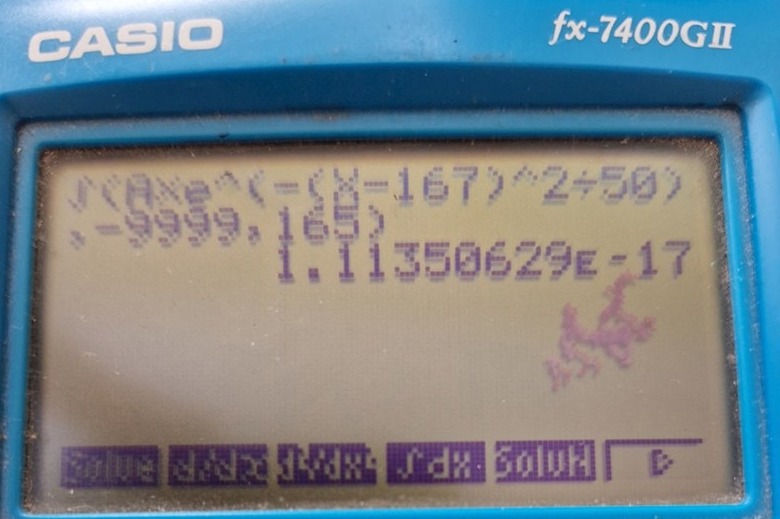 CASIO fx-7400GII
∫(A×e^(-(X-167)^2÷50)
,-9999,165)
1.11350629E-17
Solve d/dx d²/dx² ∫dx SolvN ▷